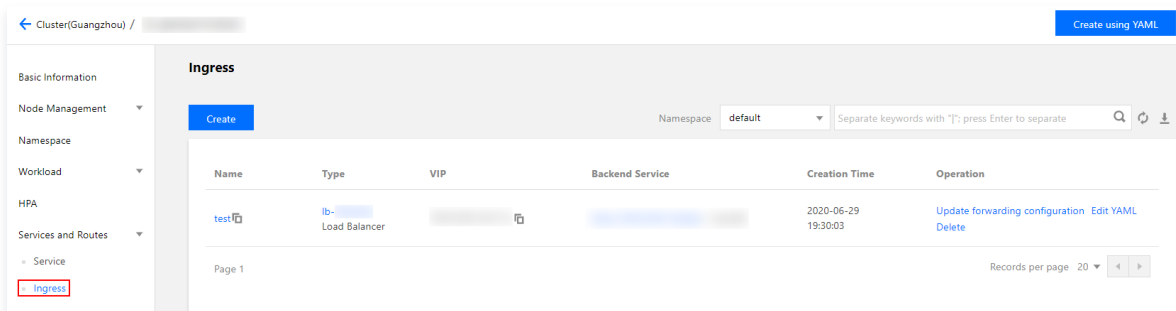 Cluster(Guangzhou) /
Create using YAML
Basic Information
Node Management
Namespace
Workload
HPA
Services and Routes
Service
Ingress
Ingress
Create
Namespace default Separate keywords with "|"; press Enter to separate
Name Type VIP Backend Service Creation Time Operation
test lb- 2020-06-29 Update forwarding configuration Edit YAML
Load Balancer 19:30:03 Delete
Page 1 Records per page 20